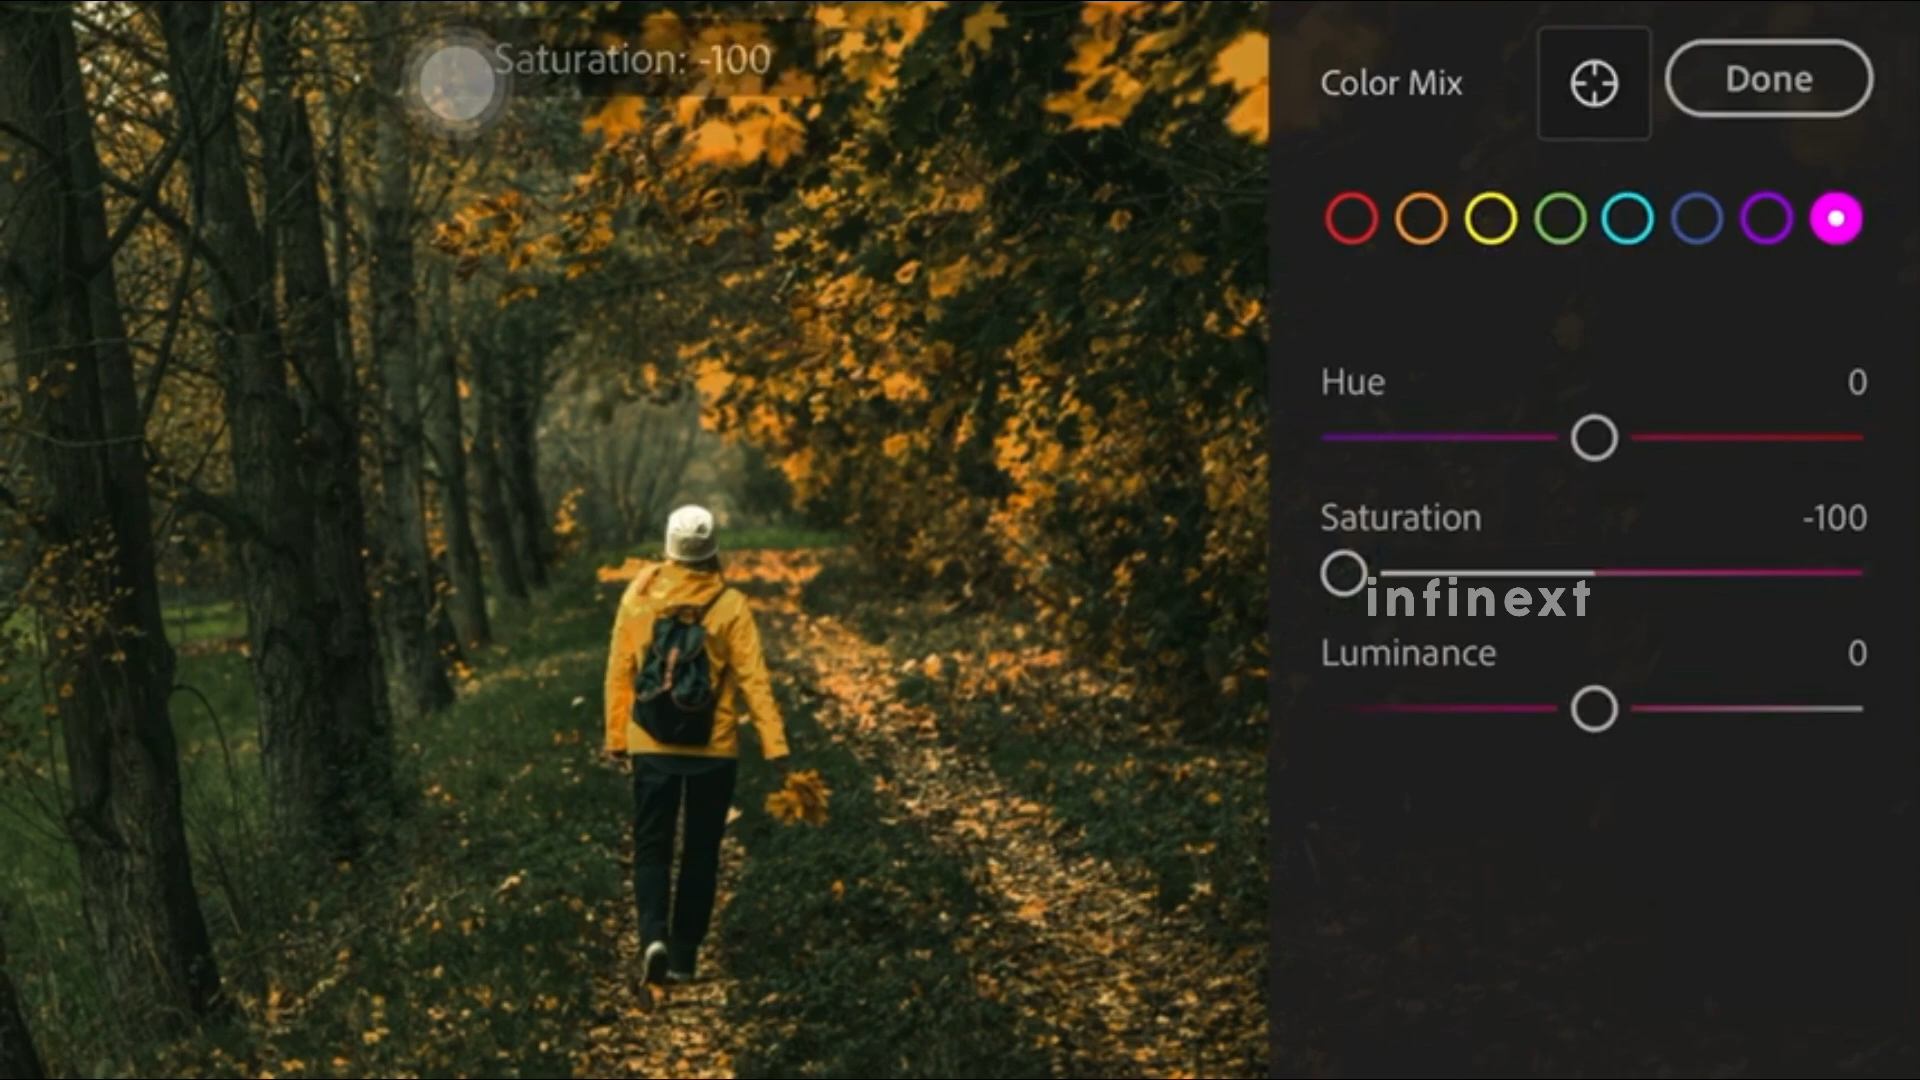 Saturation: -100
Color Mix
Done
Hue 0
Saturation -100
infinext
Luminance 0